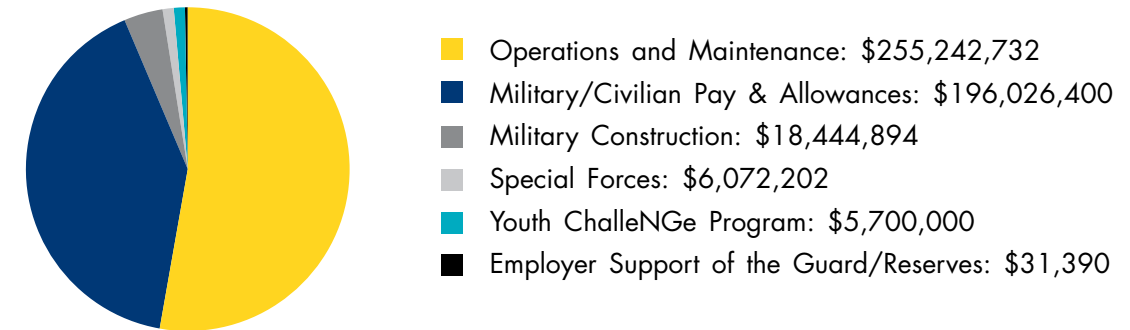 Operations and Maintenance: $255,242,732
Military/Civilian Pay & Allowances: $196,026,400
Military Construction: $18,444,894
Special Forces: $6,072,202
Youth ChalleNGe Program: $5,700,000
Employer Support of the Guard/Reserves: $31,390